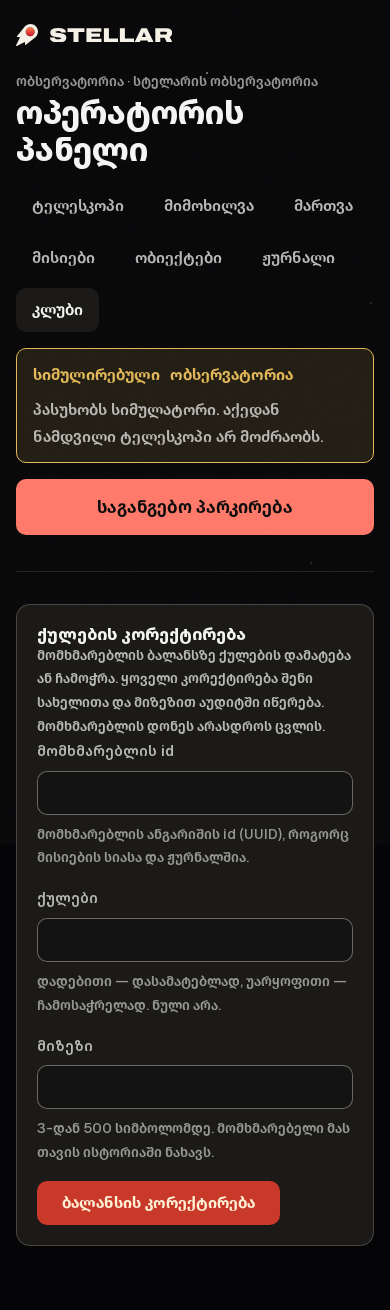 STELLAR
ობსერვატორია · სტელარის ობსერვატორია
ოპერატორის
პანელი
ტელესკოპი მიმოხილვა მართვა
მისიები ობიექტები ჟურნალი
კლუბი
სიმულირებული ობსერვატორია
პასუხობს სიმულატორი. აქედან
ნამდვილი ტელესკოპი არ მოძრაობს.
საგანგებო პარკირება
ქულების კორექტირება
მომხმარებლის ბალანსზე ქულების დამატება
ან ჩამოჭრა. ყოველი კორექტირება შენი
სახელითა და მიზეზით აუდიტში იწერება.
მომხმარებლის დონეს არასდროს ცვლის.
მომხმარებლის id
მომხმარებლის ანგარიშის id (UUID), როგორც
მისიების სიასა და ჟურნალშია.
ქულები
დადებითი — დასამატებლად, უარყოფითი —
ჩამოსაჭრელად. ნული არა.
მიზეზი
3-დან 500 სიმბოლომდე. მომხმარებელი მას
თავის ისტორიაში ნახავს.
ბალანსის კორექტირება